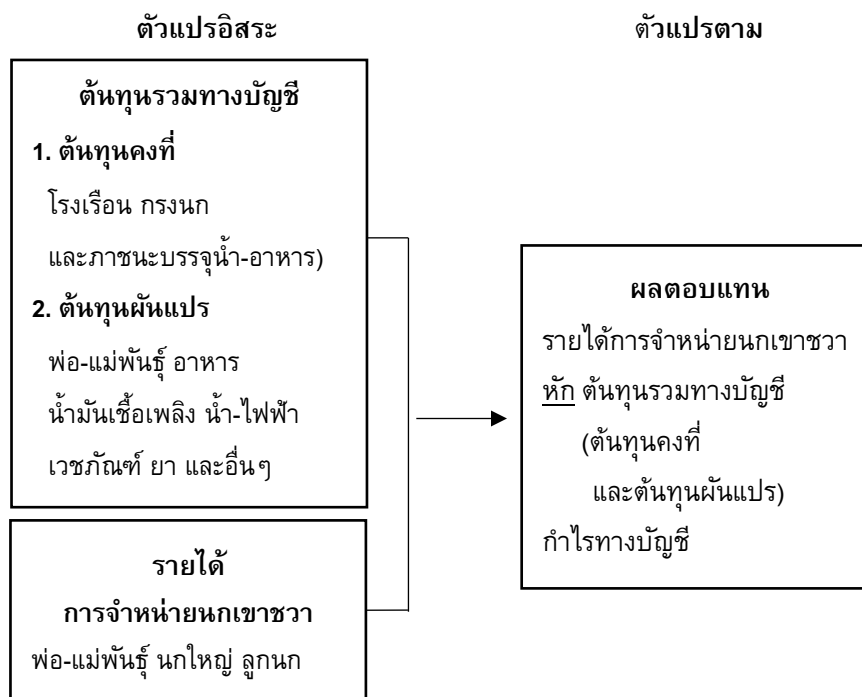 ตัวแปรอิสระ
ต้นทุนรวมทางบัญชี
1. ต้นทุนคงที่
โรงเรือน กรงนก
และภาชนะบรรจุน้ำ-อาหาร)
2. ต้นทุนผันแปร
พ่อ-แม่พันธุ์ อาหาร
น้ำมันเชื้อเพลิง น้ำ-ไฟฟ้า
เวชภัณฑ์ ยา และอื่นๆ
รายได้
การจำหน่ายนกเขาชวา
พ่อ-แม่พันธุ์ นกใหญ่ ลูกนก
ตัวแปรตาม
ผลตอบแทน
รายได้การจำหน่ายนกเขาชวา
หัก ต้นทุนรวมทางบัญชี
(ต้นทุนคงที่
และต้นทุนผันแปร)
กำไรทางบัญชี